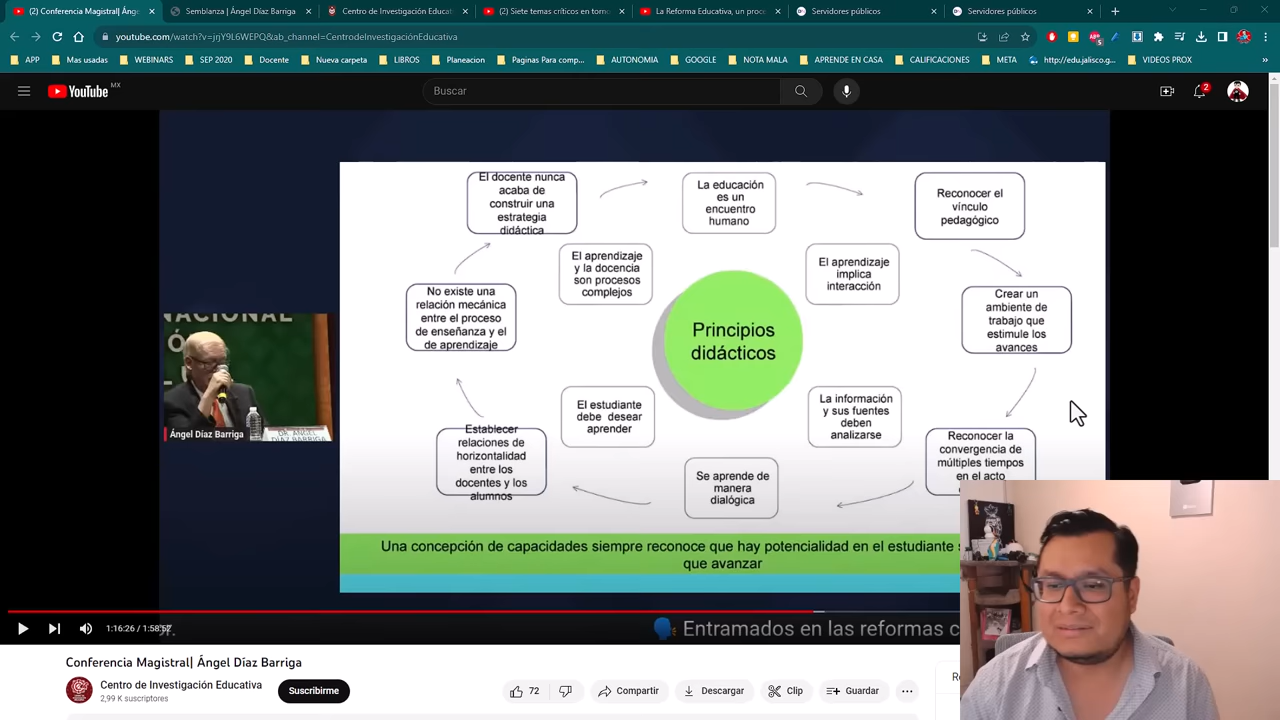 (2) Conferencia Magistral| Áng
Semblanza | Ángel Díaz Barriga
Centro de Investigación Educat
(2) Siete temas críticos en torno
La Reforma Educativa, un proce
Servidores públicos
Servidores públicos
youtube.com/watch?v=jrjY9L6WEPQ&ab_channel=CentrodeInvestigaciónEducativa
APP
Mas usadas
WEBINARS
SEP 2020
Docente
Nueva carpeta
LIBROS
Planeacion
Paginas Para comp...
AUTONOMIA
GOOGLE
NOTA MALA
APRENDE EN CASA
CALIFICACIONES
META
http://edu.jalisco.g...
VIDEOS PROX
»
YouTube MX
Buscar
2
El docente nunca
acaba de
construir una
estrategia
didáctica
La educación
es un
encuentro
humano
Reconocer el
vínculo
pedagógico
El aprendizaje
y la docencia
son procesos
complejos
El aprendizaje
implica
interacción
No existe una
relación mecánica
entre el proceso
de enseñanza y el
de aprendizaje
Principios
didácticos
Crear un
ambiente de
trabajo que
estimule los
avances
El estudiante
debe desear
aprender
La información
y sus fuentes
deben
analizarse
Establecer
relaciones de
horizontalidad
entre los
docentes y los
alumnos
Se aprende de
manera
dialógica
Reconocer la
convergencia de
múltiples tiempos
en el acto
NACIONAL
Ángel Díaz Barriga
DR. ÁNGEL
DÍAZ BARRIGA
Una concepción de capacidades siempre reconoce que hay potencialidad en el estudiante
que avanzar
1:16:26 / 1:58:52
Entramados en las reformas
Conferencia Magistral| Ángel Díaz Barriga
Centro de Investigación Educativa
2,99 K suscriptores
Suscribirme
72
Compartir
Descargar
Clip
Guardar